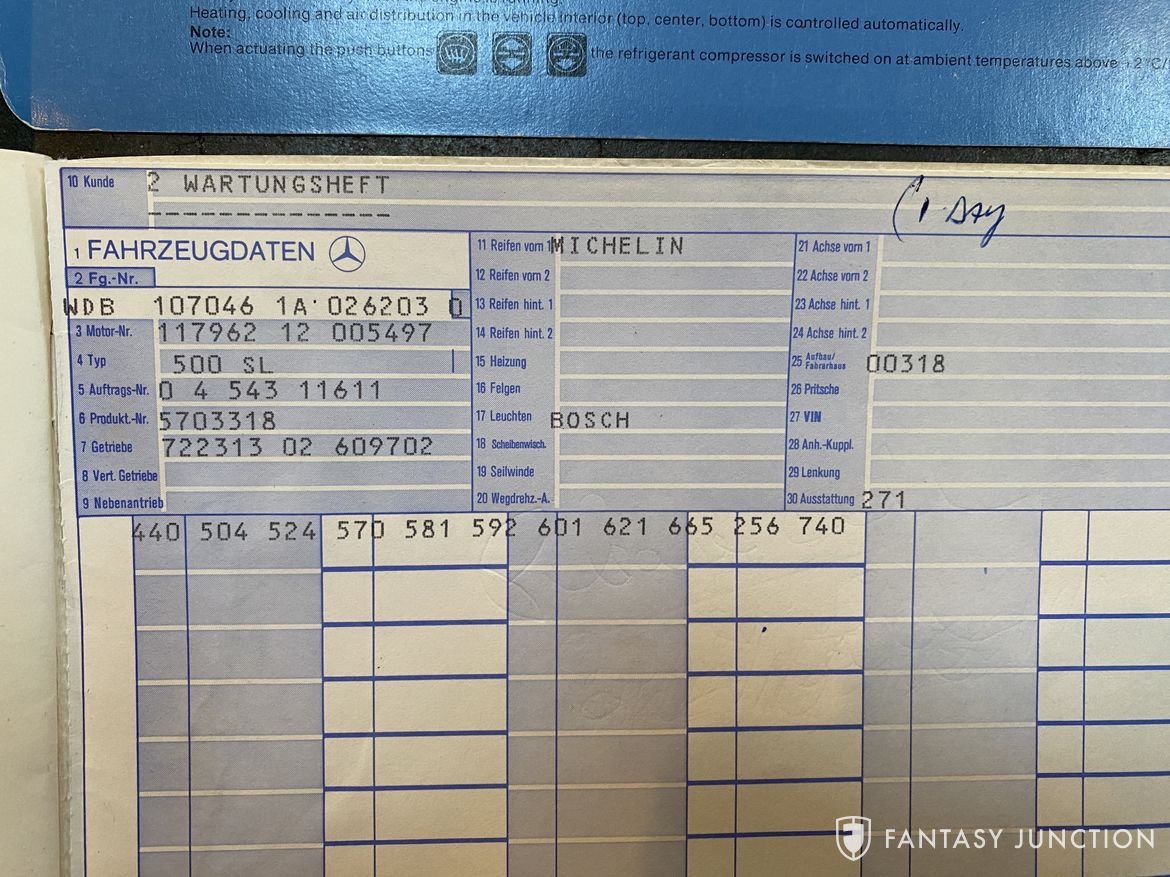 Heating, cooling and air distribution in the vehicle interior (top, center, bottom) is controlled automatically.
Note:
When actuating the push buttons the refrigerant compressor is switched on at ambient temperatures above +2°C/
10 Kunde 2 WARTUNGSHEFT
--------------
(1 Day
1 FAHRZEUGDATEN
2 Fg.-Nr.
WDB 107046 1A 026203 0
3 Motor-Nr. 117962 12 005497
4 Typ 500 SL
5 Auftrags-Nr. 0 4 543 11611
6 Produkt.-Nr. 5703318
7 Getriebe 722313 02 609702
8 Vert. Getriebe
9 Nebenantrieb
11 Reifen vorn 1 MICHELIN
12 Reifen vorn 2
13 Reifen hint. 1
14 Reifen hint. 2
15 Heizung
16 Felgen
17 Leuchten BOSCH
18 Scheibenwisch.
19 Seilwinde
20 Wegdrehz.-A.
21 Achse vorn 1
22 Achse vorn 2
23 Achse hint. 1
24 Achse hint. 2
25 Aufbau/
Fahrerhaus 00318
26 Pritsche
27 VIN
28 Anh.-Kuppl.
29 Lenkung
30 Ausstattung 271
440 504 524 570 581 592 601 621 665 256 740
FANTASY JUNCTION